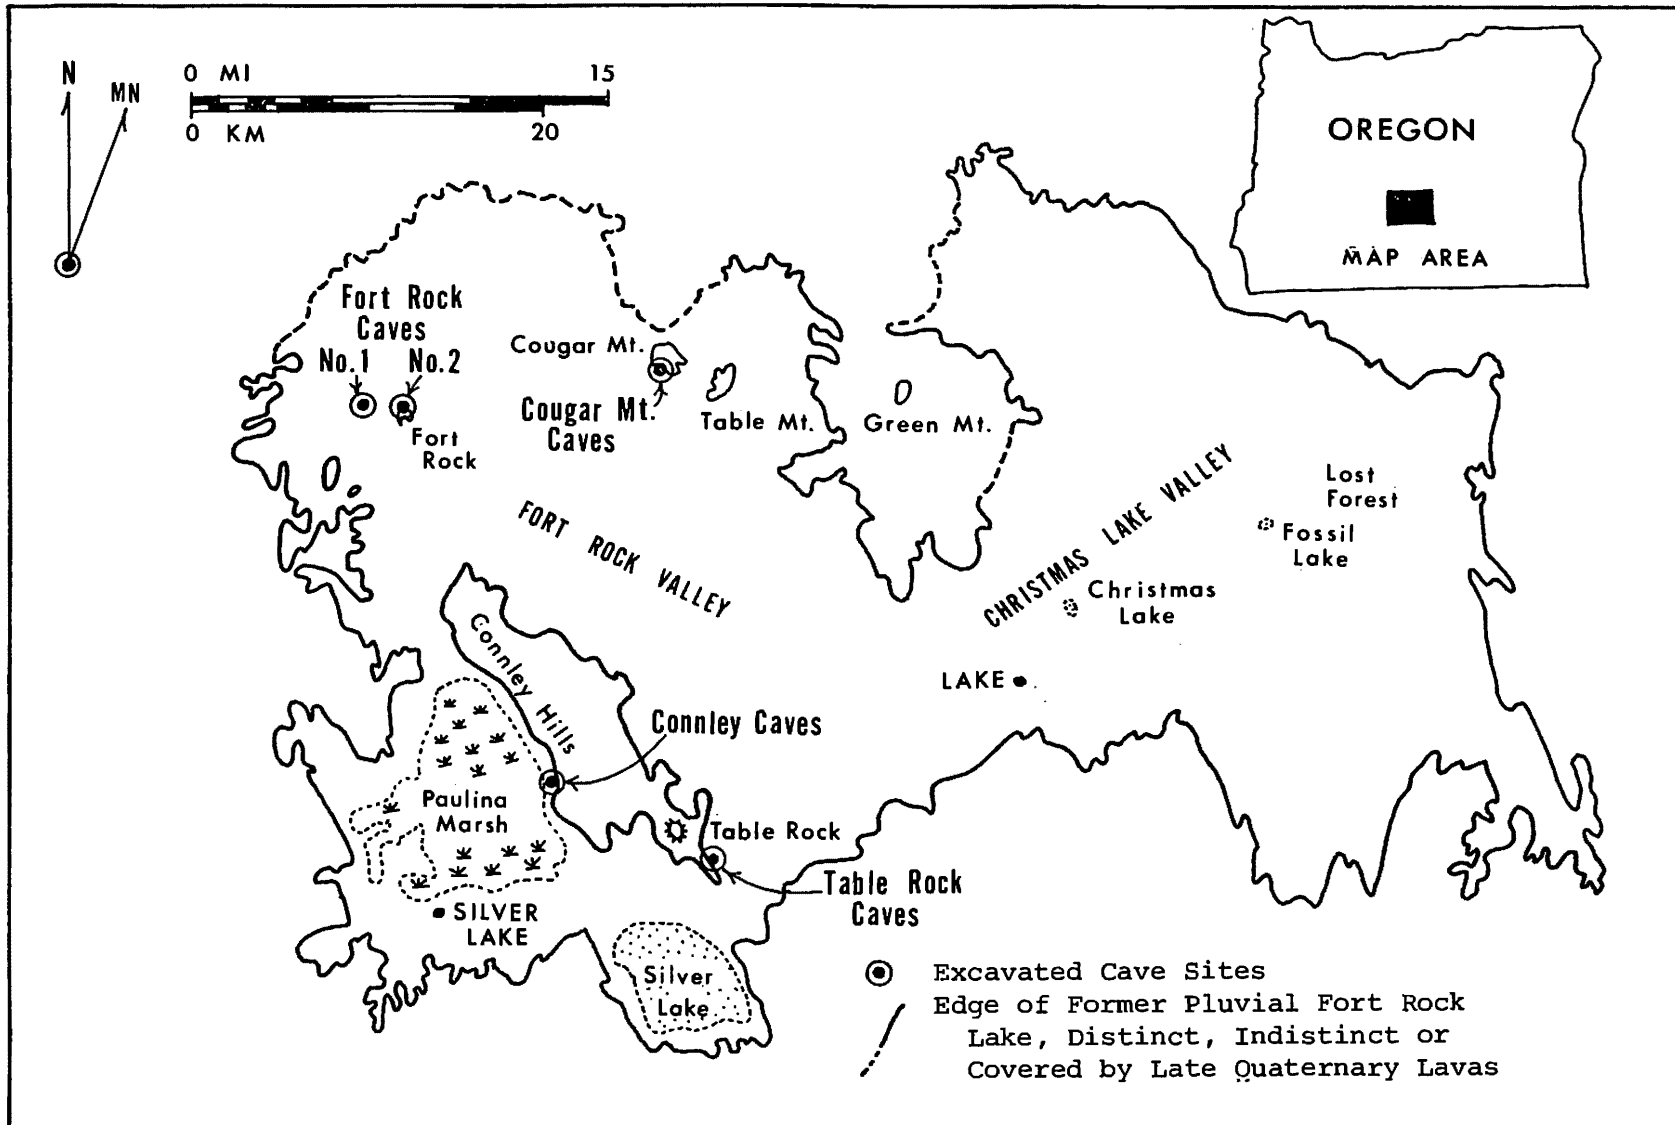 N
MN
0 MI 15
0 KM 20
OREGON
MAP AREA
Fort Rock
Caves
No.1 No.2
Fort
Rock
Cougar Mt.
Cougar Mt.
Caves
Table Mt.
Green Mt.
Lost
Forest
Fossil
Lake
FORT ROCK VALLEY
CHRISTMAS LAKE VALLEY
Christmas
Lake
LAKE
Connley Hills
Connley Caves
Paulina
Marsh
Table Rock
Table Rock
Caves
SILVER
LAKE
Silver
Lake
Excavated Cave Sites
Edge of Former Pluvial Fort Rock
Lake, Distinct, Indistinct or
Covered by Late Quaternary Lavas